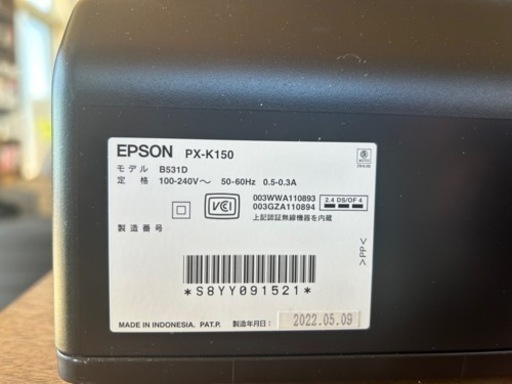 EPSON PX-K150
モデル B531D
定格 100-240V～ 50-60Hz 0.5-0.3A
VCI
003WWA110893
003GZA110894
2.4 DS/OF 4
上記認証無線機器を内蔵
製造番号
*S8YY091521*
MADE IN INDONESIA. PAT.P.
製造年月日: 2022.05.09
>PP<